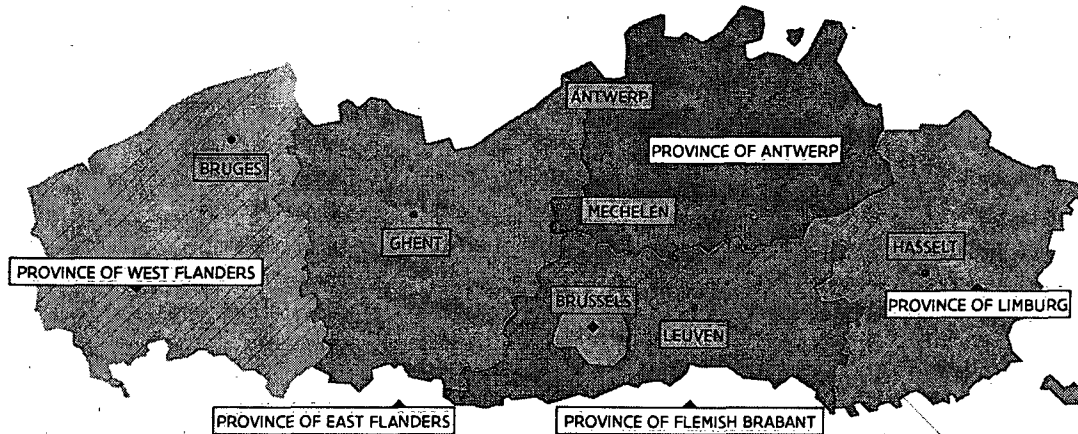 ANTWERP
PROVINCE OF ANTWERP
BRUGES
MECHELEN
GHENT
HASSELT
PROVINCE OF WEST FLANDERS
BRUSSELS
PROVINCE OF LIMBURG
LEUVEN
PROVINCE OF EAST FLANDERS
PROVINCE OF FLEMISH BRABANT